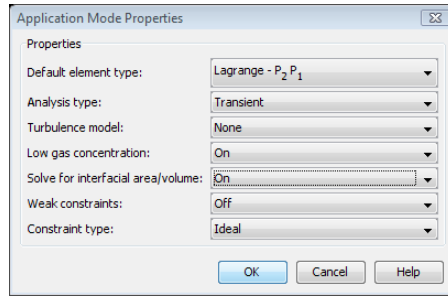 Application Mode Properties
Properties
Default element type: Lagrange - P2 P1
Analysis type: Transient
Turbulence model: None
Low gas concentration: On
Solve for interfacial area/volume: On
Weak constraints: Off
Constraint type: Ideal
OK Cancel Help